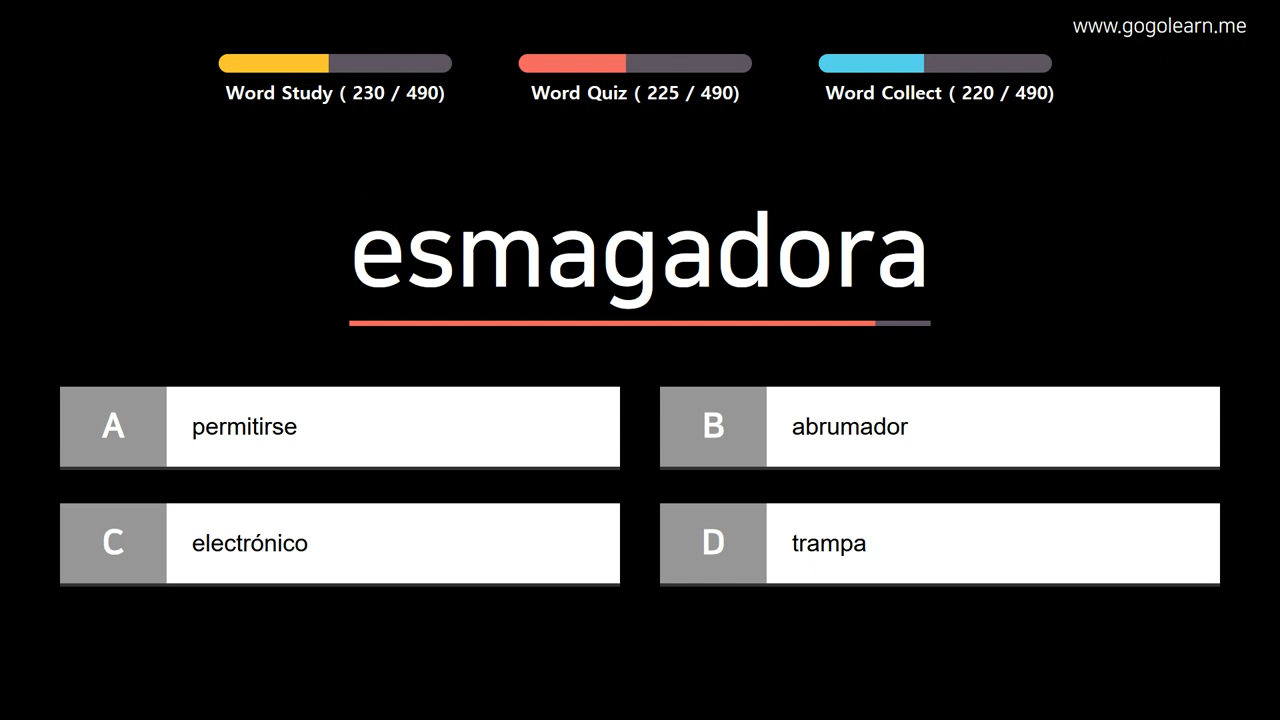 www.gogolearn.me
Word Study ( 230 / 490)
Word Quiz ( 225 / 490)
Word Collect ( 220 / 490)
esmagadora
A permitirse
B abrumador
C electrónico
D trampa